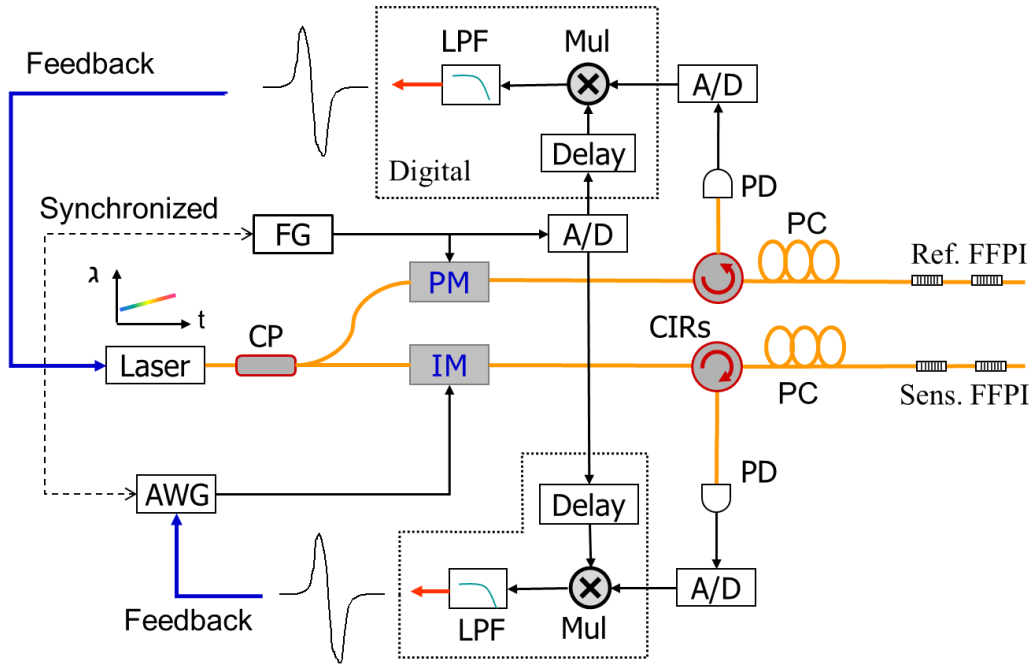 LPF
Mul
A/D
Feedback
Delay
Digital
PD
Synchronized
FG
A/D
PC
Ref. FFPI
PM
λ
t
CP
CIRs
Laser
IM
PC
Sens. FFPI
PD
AWG
Delay
A/D
Feedback
LPF
Mul